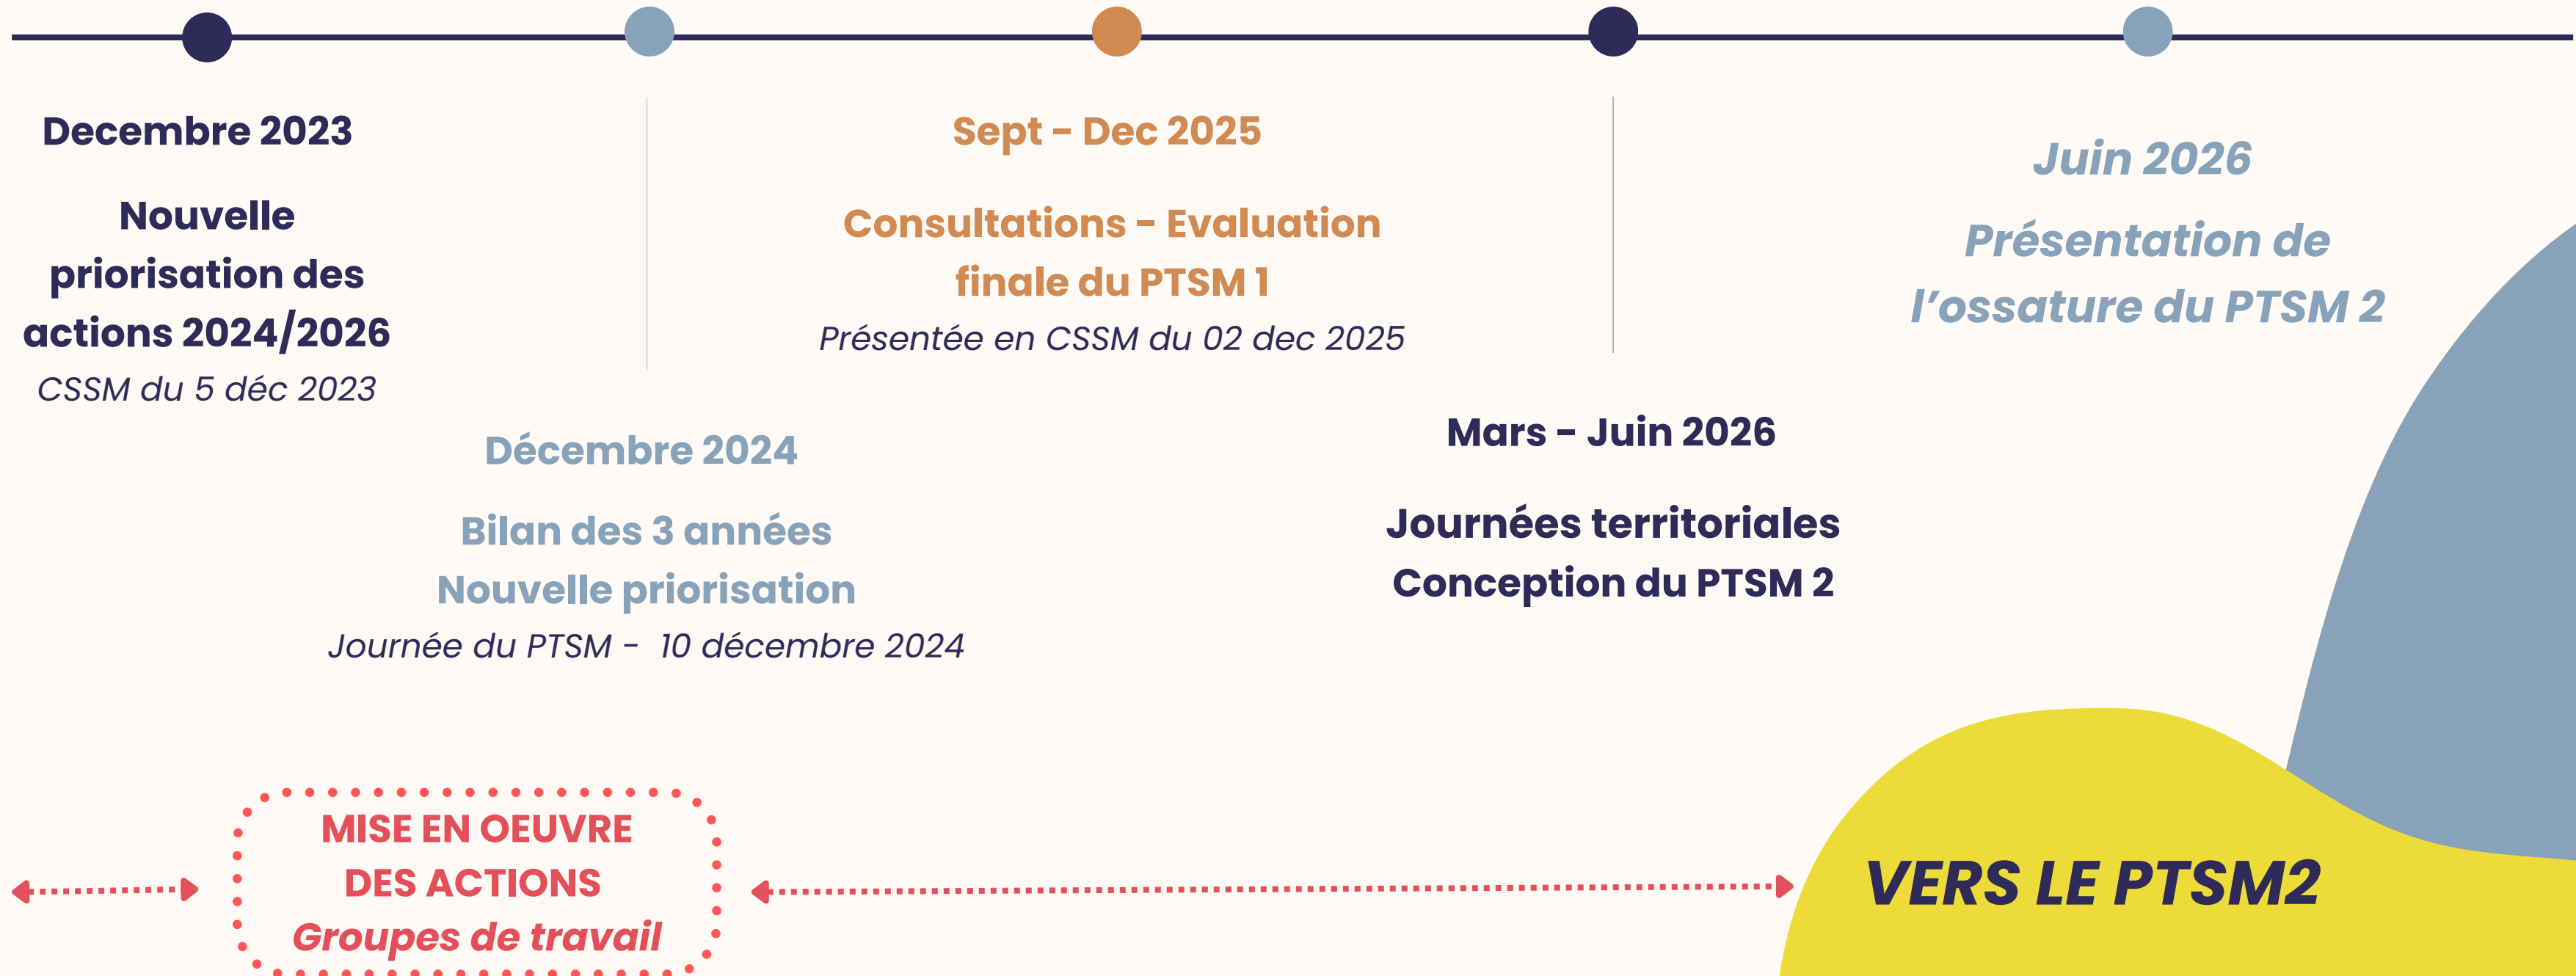 Decembre 2023
Nouvelle
priorisation des
actions 2024/2026
CSSM du 5 déc 2023
Décembre 2024
Bilan des 3 années
Nouvelle priorisation
Journée du PTSM - 10 décembre 2024
Sept - Dec 2025
Consultations - Evaluation
finale du PTSM 1
Présentée en CSSM du 02 dec 2025
Mars - Juin 2026
Journées territoriales
Conception du PTSM 2
Juin 2026
Présentation de
l’ossature du PTSM 2
MISE EN OEUVRE
DES ACTIONS
Groupes de travail
VERS LE PTSM2